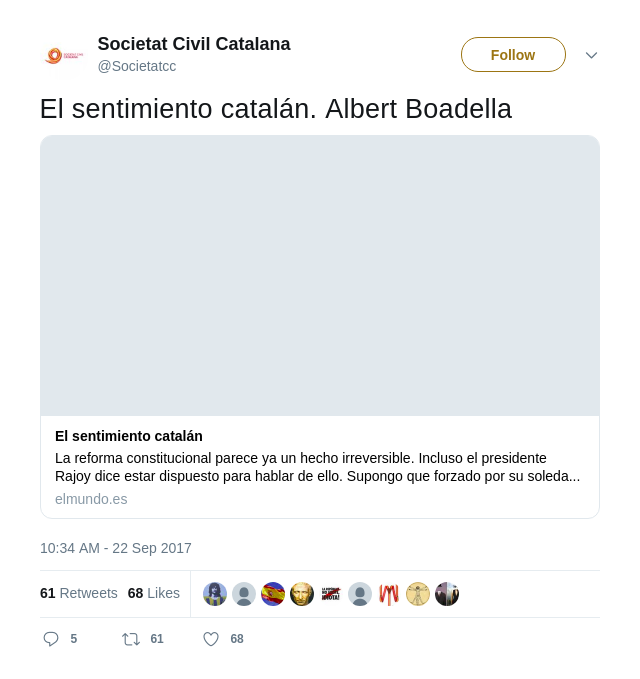 Societat Civil Catalana
@Societatcc
Follow
El sentimiento catalán. Albert Boadella
El sentimiento catalán
La reforma constitucional parece ya un hecho irreversible. Incluso el presidente
Rajoy dice estar dispuesto para hablar de ello. Supongo que forzado por su soleda...
elmundo.es
10:34 AM - 22 Sep 2017
61 Retweets 68 Likes
5 61 68